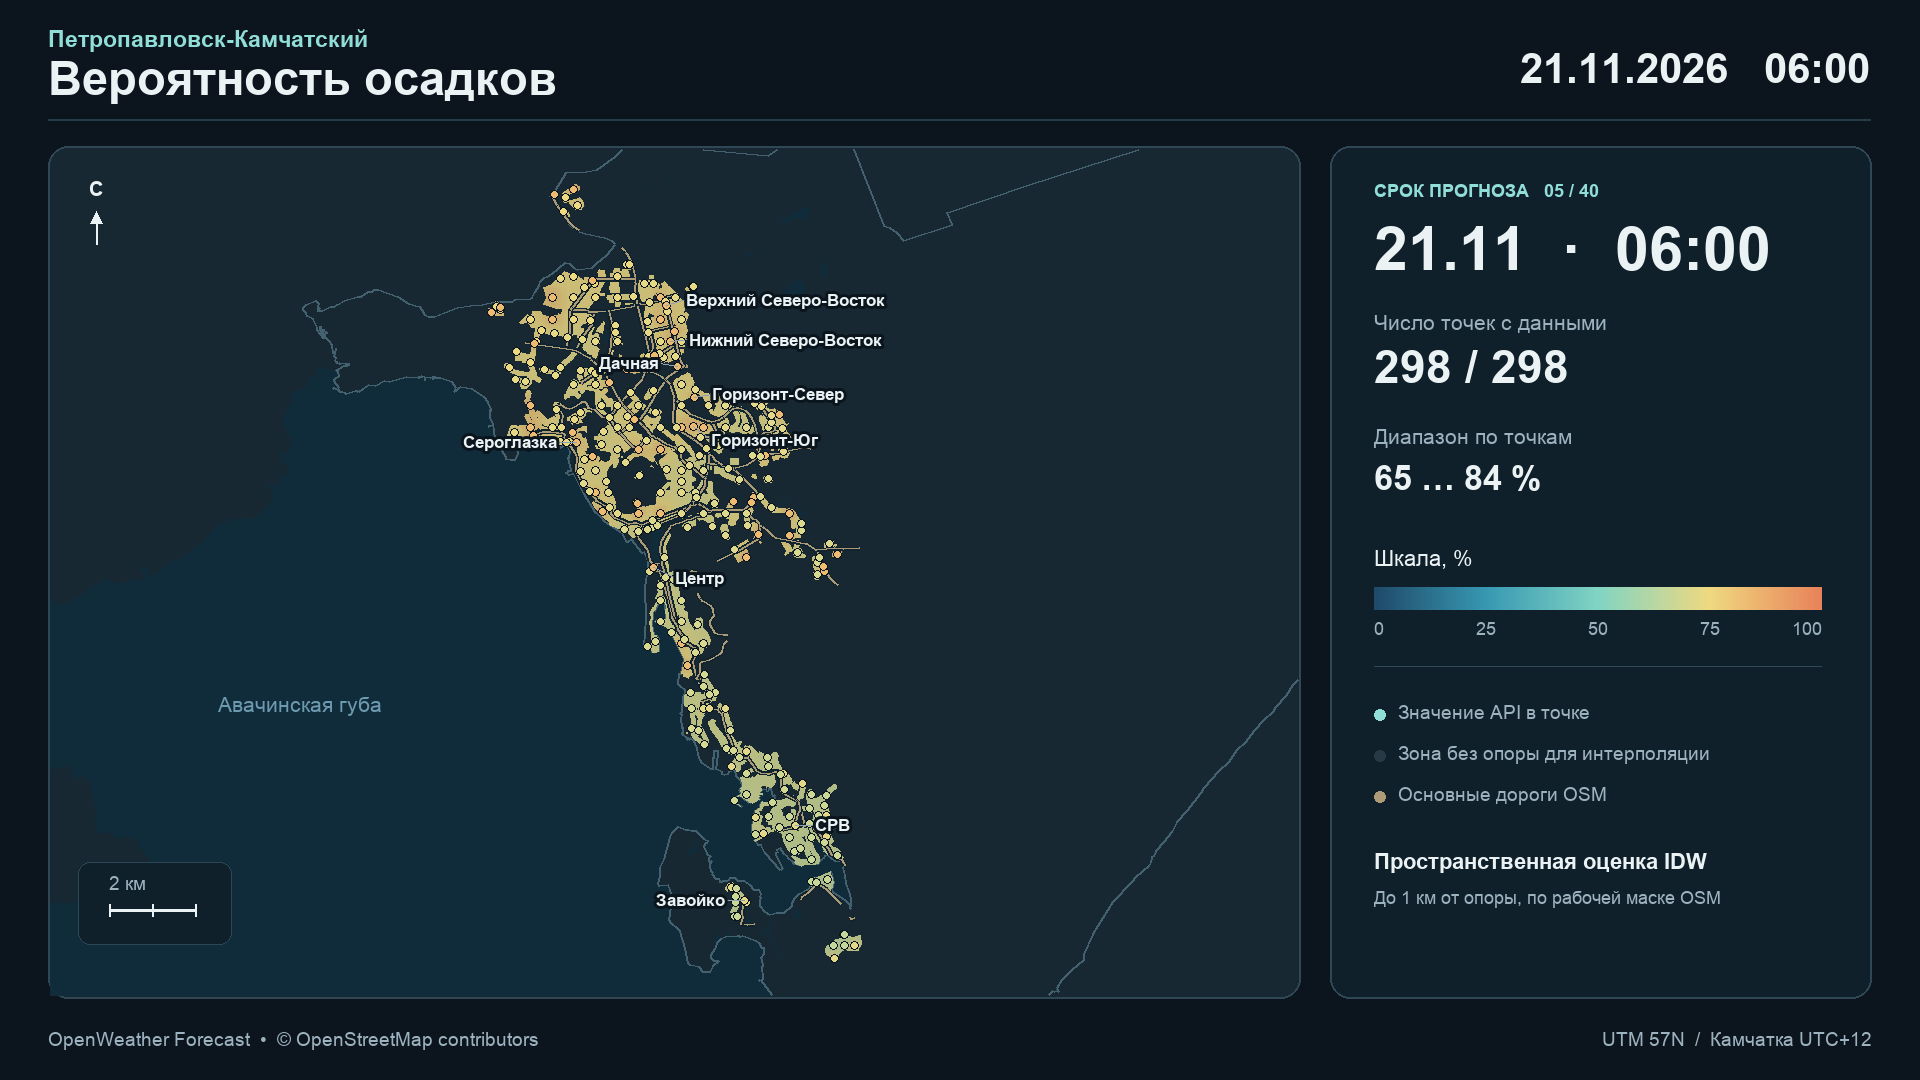 Петропавловск-Камчатский
Вероятность осадков
21.11.2026 06:00
С
Верхний Северо-Восток
Нижний Северо-Восток
Дачная
Горизонт-Север
Сероглазка
Горизонт-Юг
Центр
Авачинская губа
СРВ
Завойко
2 км
СРОК ПРОГНОЗА 05 / 40
21.11 · 06:00
Число точек с данными
298 / 298
Диапазон по точкам
65 ... 84 %
Шкала, %
0 25 50 75 100
Значение API в точке
Зона без опоры для интерполяции
Основные дороги OSM
Пространственная оценка IDW
До 1 км от опоры, по рабочей маске OSM
OpenWeather Forecast • © OpenStreetMap contributors
UTM 57N / Камчатка UTC+12